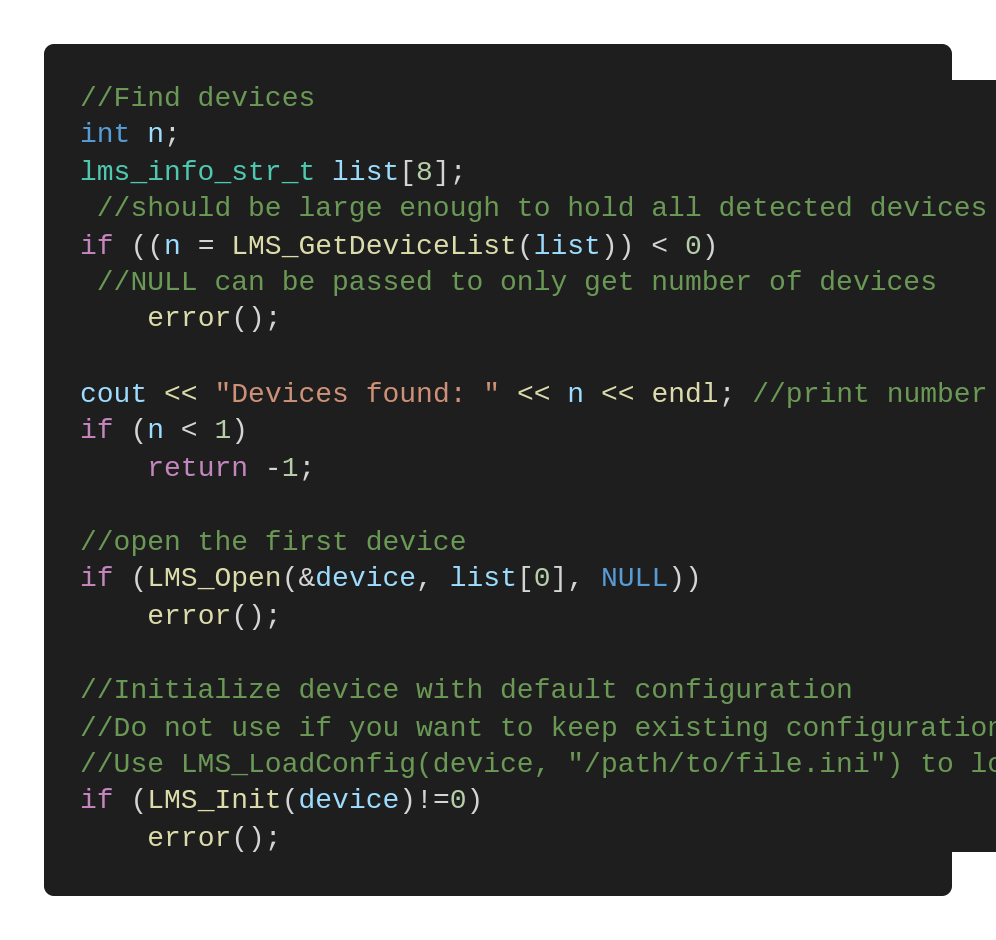 //Find devices
int n;
lms_info_str_t list[8];
 //should be large enough to hold all detected devices
if ((n = LMS_GetDeviceList(list)) < 0)
 //NULL can be passed to only get number of devices
    error();

cout << "Devices found: " << n << endl; //print number
if (n < 1)
    return -1;

//open the first device
if (LMS_Open(&device, list[0], NULL))
    error();

//Initialize device with default configuration
//Do not use if you want to keep existing configuration
//Use LMS_LoadConfig(device, "/path/to/file.ini") to
if (LMS_Init(device)!=0)
    error();